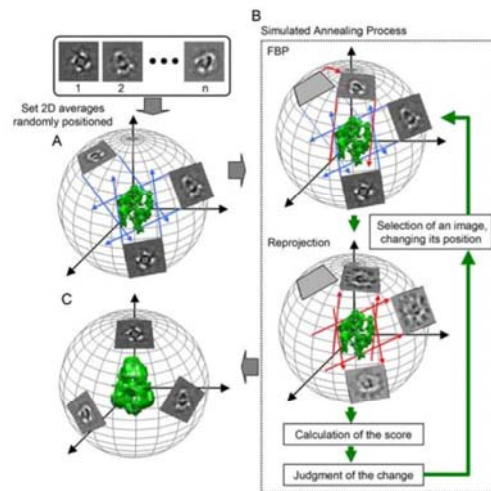 B
Simulated Annealing Process
FBP
1
2
n
Set 2D averages
randomly positioned
A
Selection of an image,
changing its position
Reprojection
C
Calculation of the score
Judgment of the change